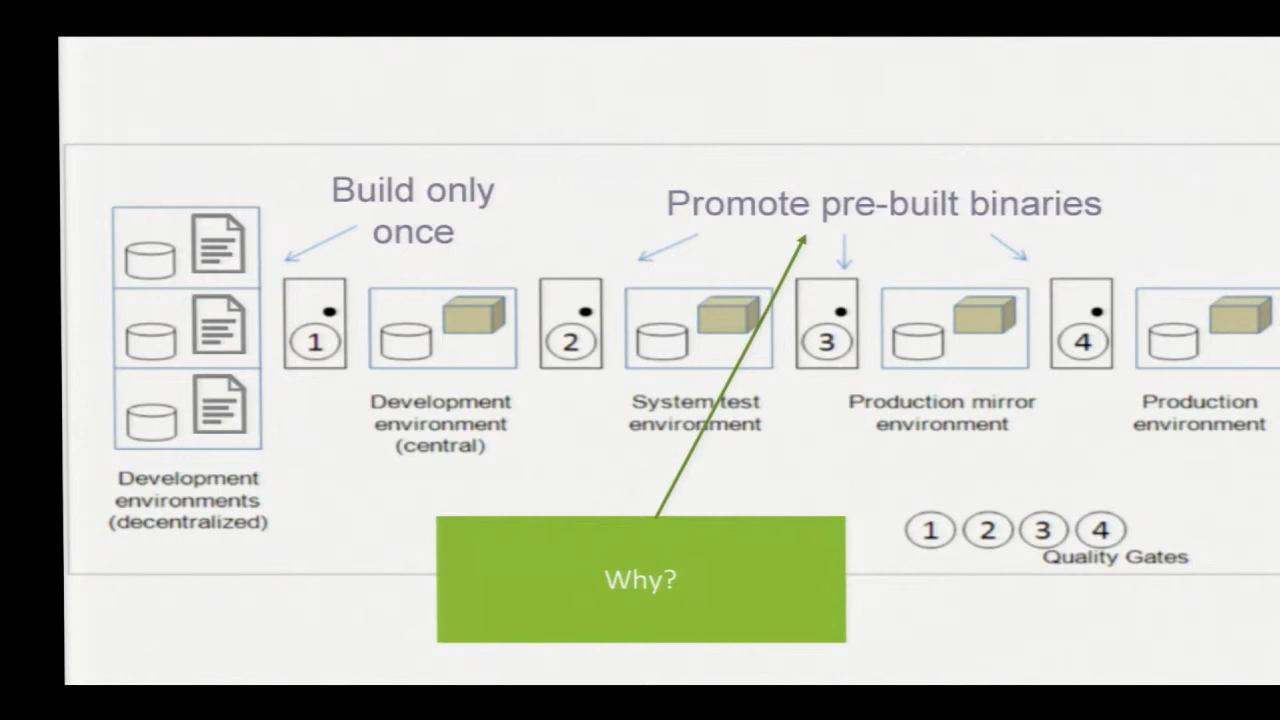 Build only
once
Promote pre-built binaries
1
2
3
4
Development
environment
(central)
System test
environment
Production mirror
environment
Production
environment
Development
environments
(decentralized)
1 2 3 4
Quality Gates
Why?